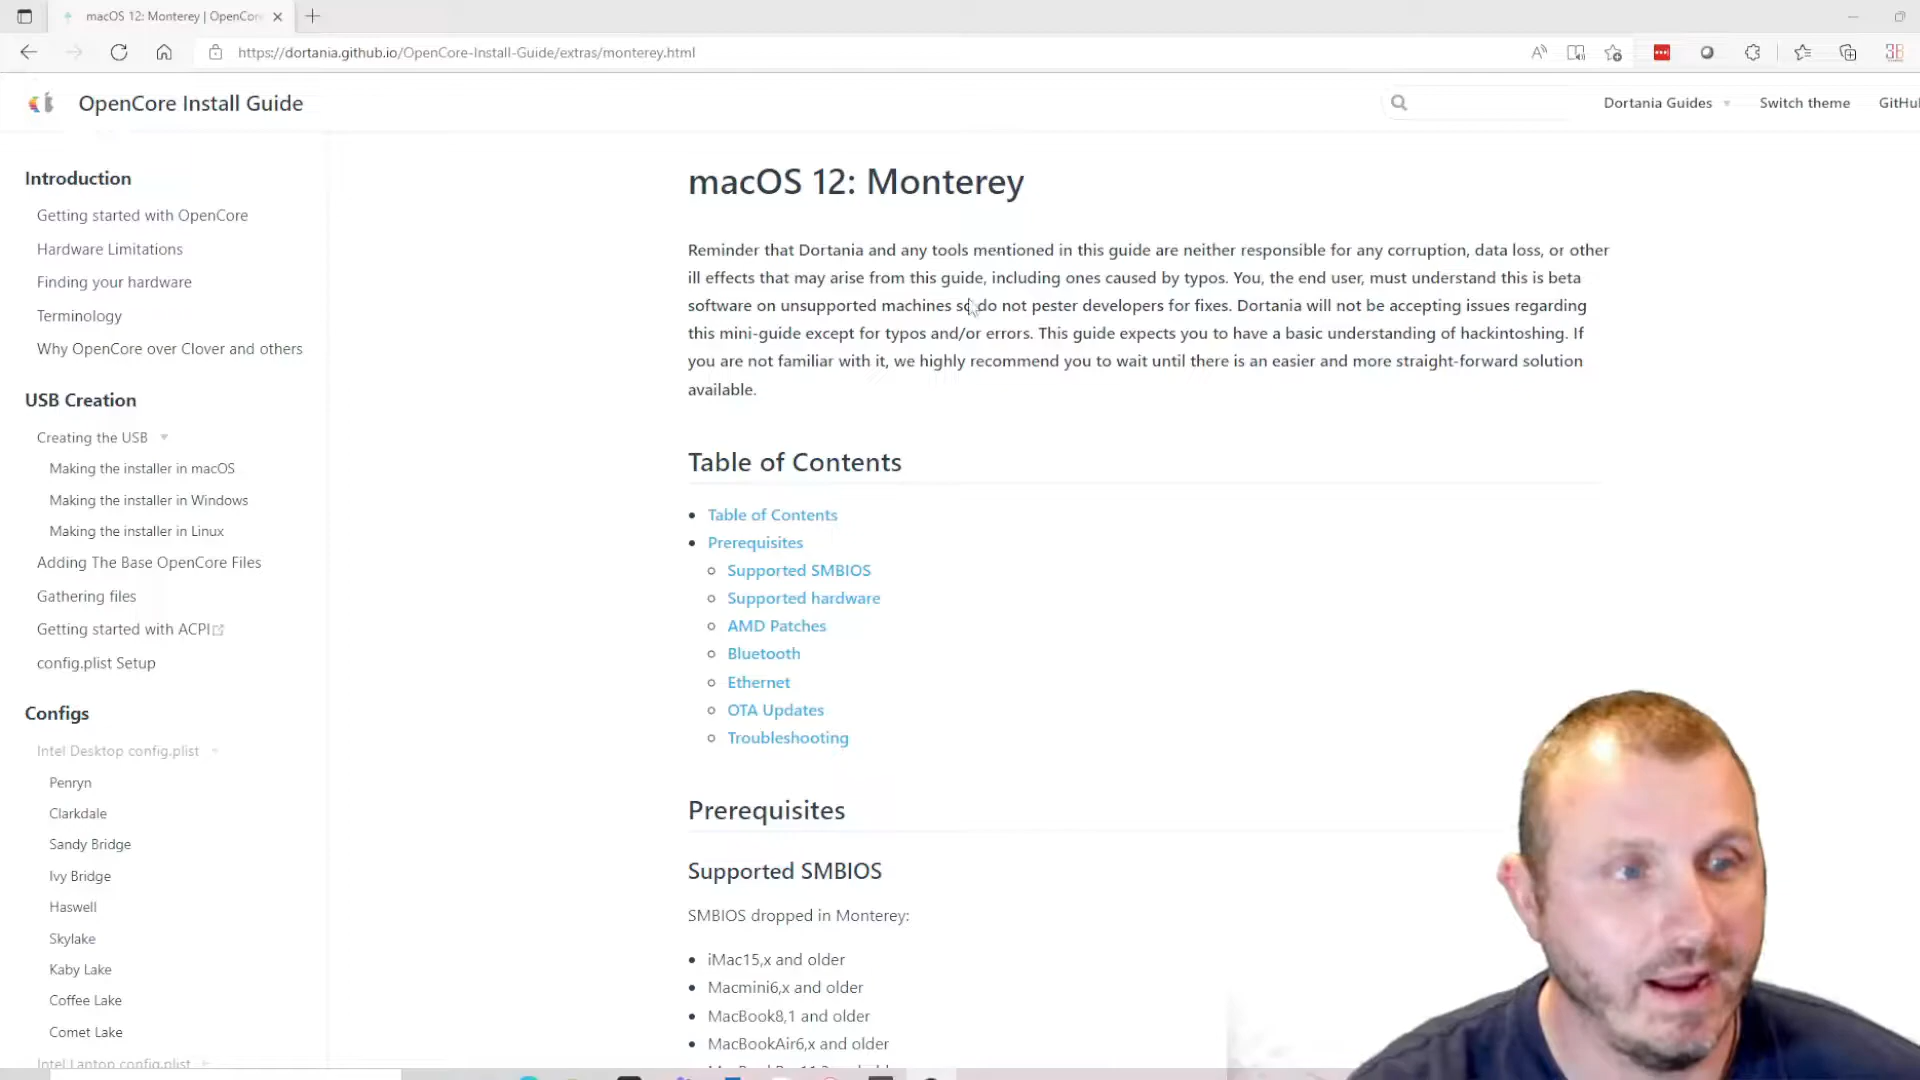 macOS 12: Monterey | OpenCor
https://dortania.github.io/OpenCore-Install-Guide/extras/monterey.html
OpenCore Install Guide
Dortania Guides
Switch theme
GitHu
Introduction
Getting started with OpenCore
Hardware Limitations
Finding your hardware
Terminology
Why OpenCore over Clover and others
USB Creation
Creating the USB
Making the installer in macOS
Making the installer in Windows
Making the installer in Linux
Adding The Base OpenCore Files
Gathering files
Getting started with ACPI
config.plist Setup
Configs
Intel Desktop config.plist
Penryn
Clarkdale
Sandy Bridge
Ivy Bridge
Haswell
Skylake
Kaby Lake
Coffee Lake
Comet Lake
Intel Laptop config.plist
macOS 12: Monterey
Reminder that Dortania and any tools mentioned in this guide are neither responsible for any corruption, data loss, or other
ill effects that may arise from this guide, including ones caused by typos. You, the end user, must understand this is beta
software on unsupported machines so do not pester developers for fixes. Dortania will not be accepting issues regarding
this mini-guide except for typos and/or errors. This guide expects you to have a basic understanding of hackintoshing. If
you are not familiar with it, we highly recommend you to wait until there is an easier and more straight-forward solution
available.
Table of Contents
Table of Contents
Prerequisites
Supported SMBIOS
Supported hardware
AMD Patches
Bluetooth
Ethernet
OTA Updates
Troubleshooting
Prerequisites
Supported SMBIOS
SMBIOS dropped in Monterey:
iMac15,x and older
Macmini6,x and older
MacBook8,1 and older
MacBookAir6,x and older